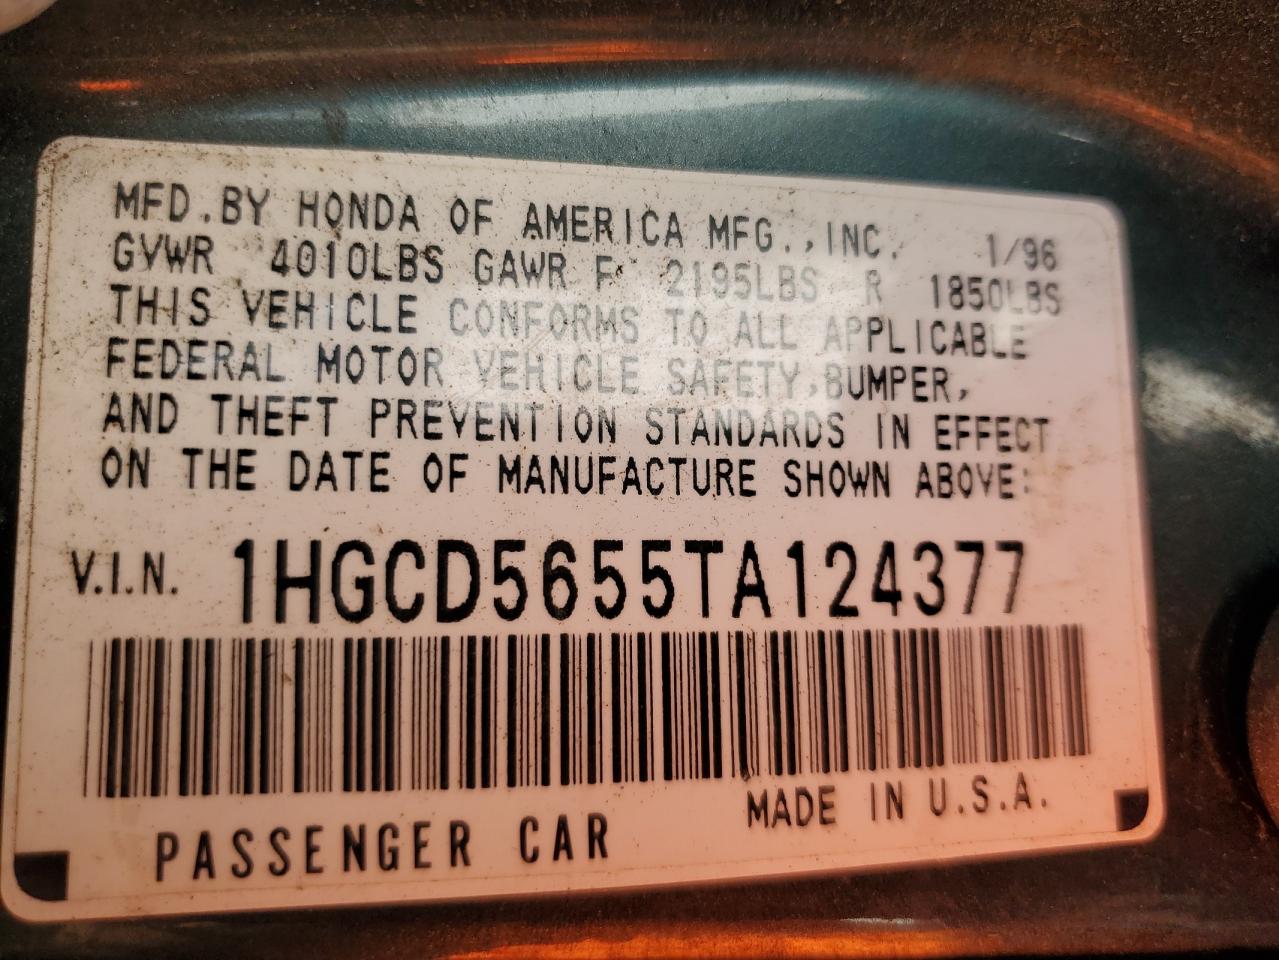 MFD.BY HONDA OF AMERICA MFG.,INC. 1/96
GVWR 4010LBS GAWR F 2195LBS R 1850LBS
THIS VEHICLE CONFORMS TO ALL APPLICABLE
FEDERAL MOTOR VEHICLE SAFETY,BUMPER,
AND THEFT PREVENTION STANDARDS IN EFFECT
ON THE DATE OF MANUFACTURE SHOWN ABOVE:
V.I.N. 1HGCD5655TA124377
PASSENGER CAR MADE IN U.S.A.